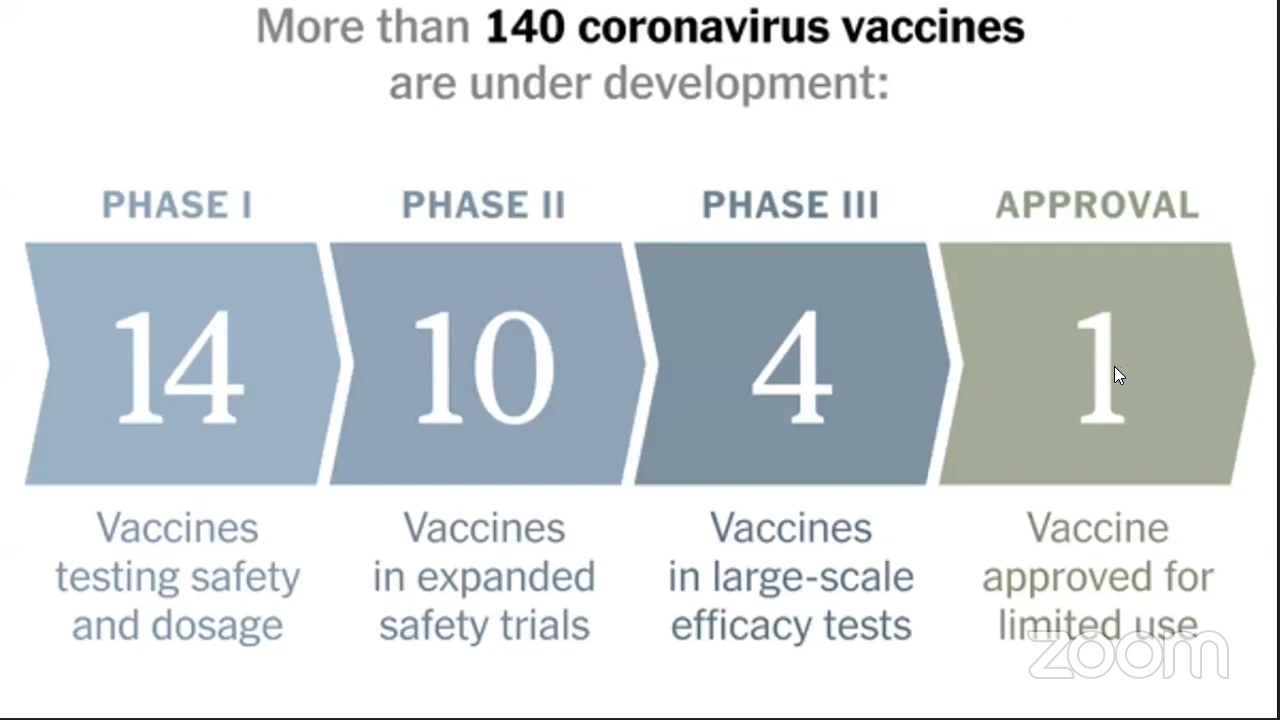 More than 140 coronavirus vaccines
are under development:
PHASE I
PHASE II
PHASE III
APPROVAL
14
10
4
1
Vaccines
testing safety
and dosage
Vaccines
in expanded
safety trials
Vaccines
in large-scale
efficacy tests
Vaccine
approved for
limited use
zoom